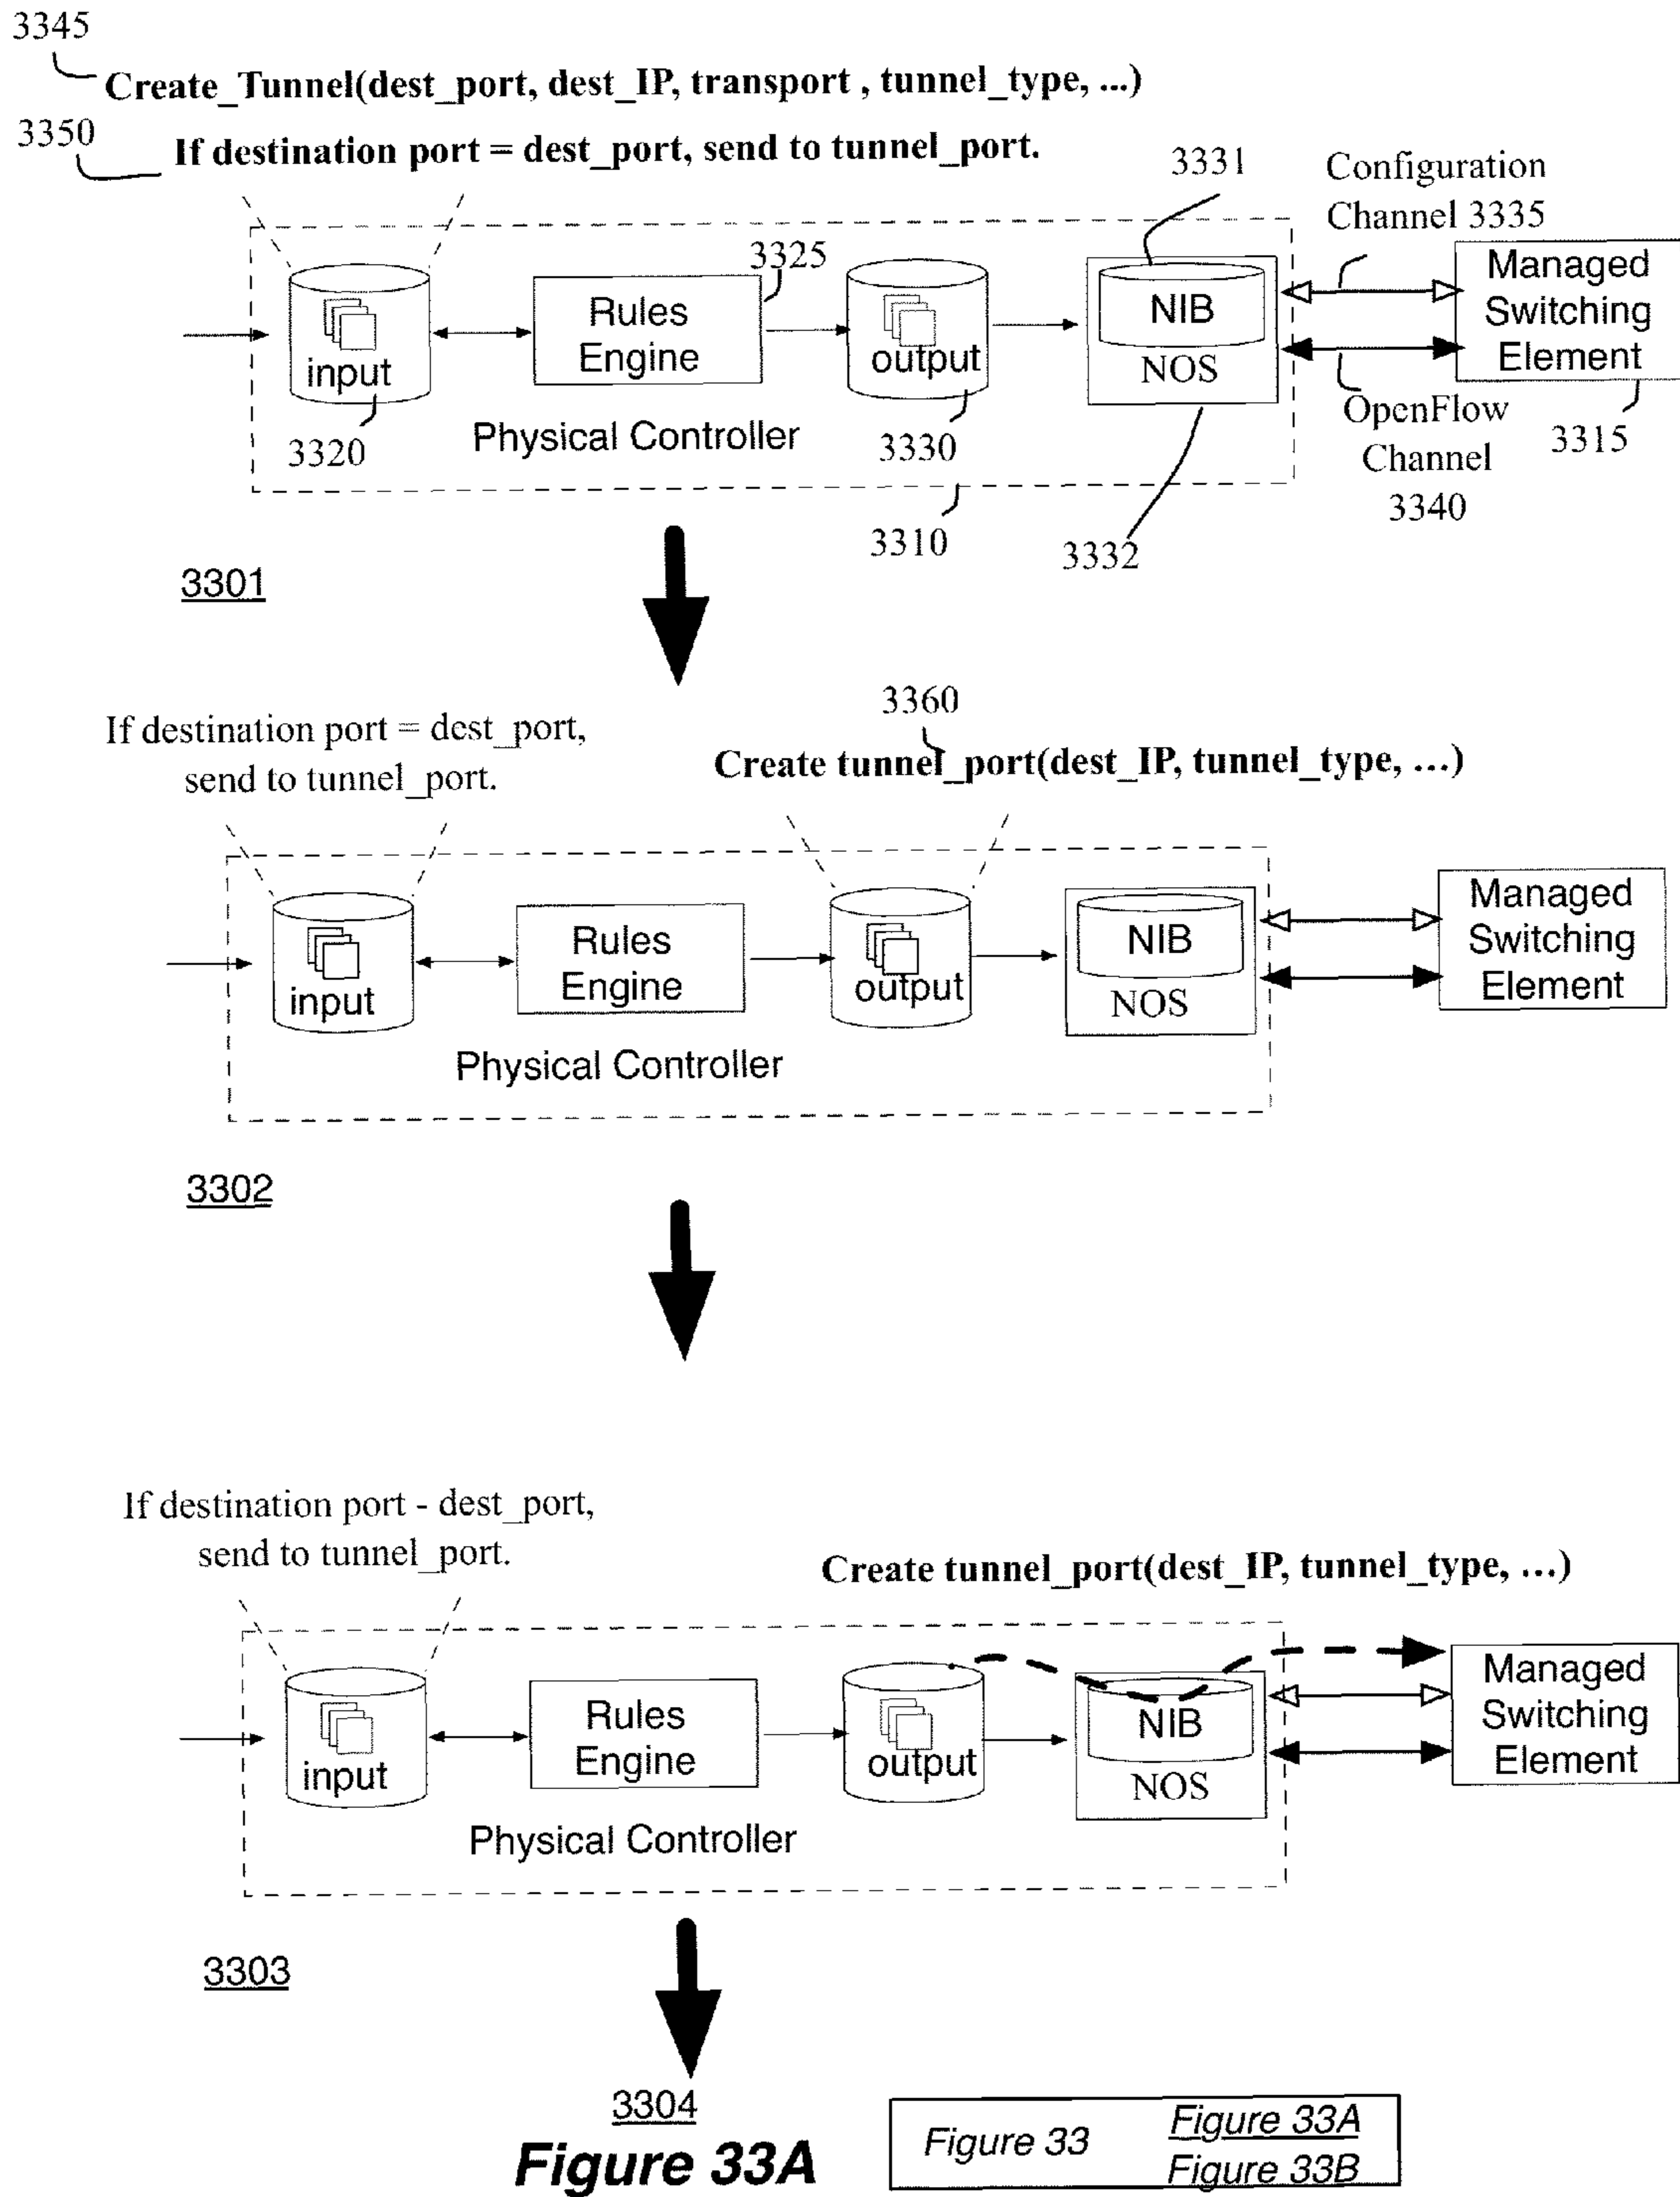 3345
Create_Tunnel(dest_port, dest_IP, transport , tunnel_type, ...)
3350
If destination port = dest_port, send to tunnel_port.
3331
Configuration
Channel 3335
3325
input
Rules
Engine
output
NIB
NOS
Managed
Switching
Element
3320
Physical Controller
3330
OpenFlow
Channel
3340
3315
3310
3332
3301
3360
If destination port = dest_port,
send to tunnel_port.
Create tunnel_port(dest_IP, tunnel_type, ...)
input
Rules
Engine
output
NIB
NOS
Managed
Switching
Element
Physical Controller
3302
If destination port - dest_port,
send to tunnel_port.
Create tunnel_port(dest_IP, tunnel_type, ...)
input
Rules
Engine
output
NIB
NOS
Managed
Switching
Element
Physical Controller
3303
3304
Figure 33A
Figure 33
Figure 33A
Figure 33B